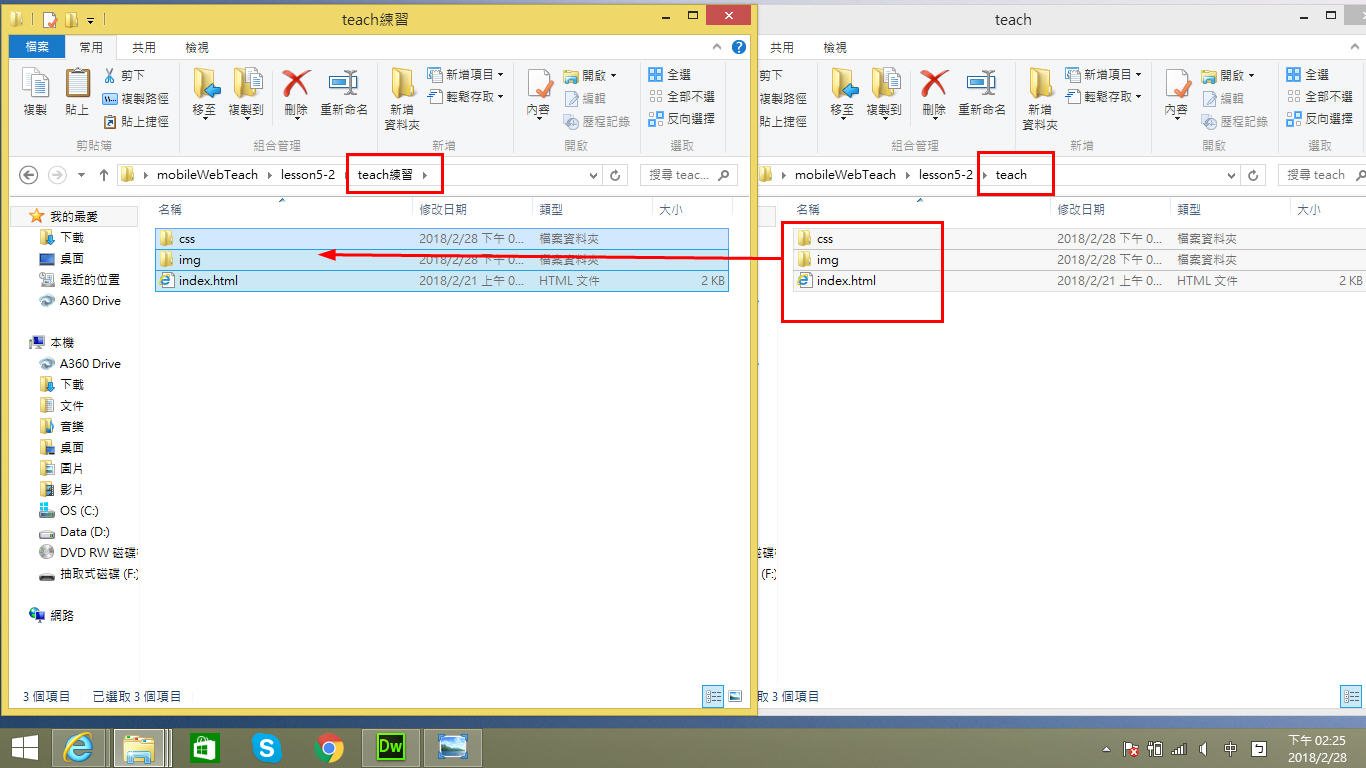 teach練習
檔案 常用 共用 檢視
複製 貼上 剪下 複製路徑 貼上捷徑
移至 複製到 刪除 重新命名
新增資料夾 新增項目 輕鬆存取
內容 開啟 編輯 歷程記錄
全選 全部不選 反向選擇
剪貼簿 組合管理 新增 開啟 選取
mobileWebTeach lesson5-2 teach練習 搜尋 teac...
名稱 修改日期 類型 大小
css 2018/2/28 下午 0... 檔案資料夾
img 2018/2/28 下午 0... 檔案資料夾
index.html 2018/2/21 上午 0... HTML 文件 2 KB
我的最愛
下載
桌面
最近的位置
A360 Drive
本機
A360 Drive
下載
文件
音樂
桌面
圖片
影片
OS (C:)
Data (D:)
DVD RW 磁碟
抽取式磁碟 (F:)
網路
3 個項目 已選取 3 個項目
teach
共用 檢視
剪下 複製路徑 貼上捷徑
移至 複製到 刪除 重新命名
新增資料夾 新增項目 輕鬆存取
內容 開啟 編輯 歷程記錄
全選 全部不選 反向選擇
組合管理 新增 開啟 選取
mobileWebTeach lesson5-2 teach 搜尋 teach
名稱 修改日期 類型 大小
css 2018/2/28 下午 0... 檔案資料夾
img 2018/2/28 下午 0... 檔案資料夾
index.html 2018/2/21 上午 0... HTML 文件 2 KB
(F:)
取 3 個項目
Dw
中
下午 02:25
2018/2/28